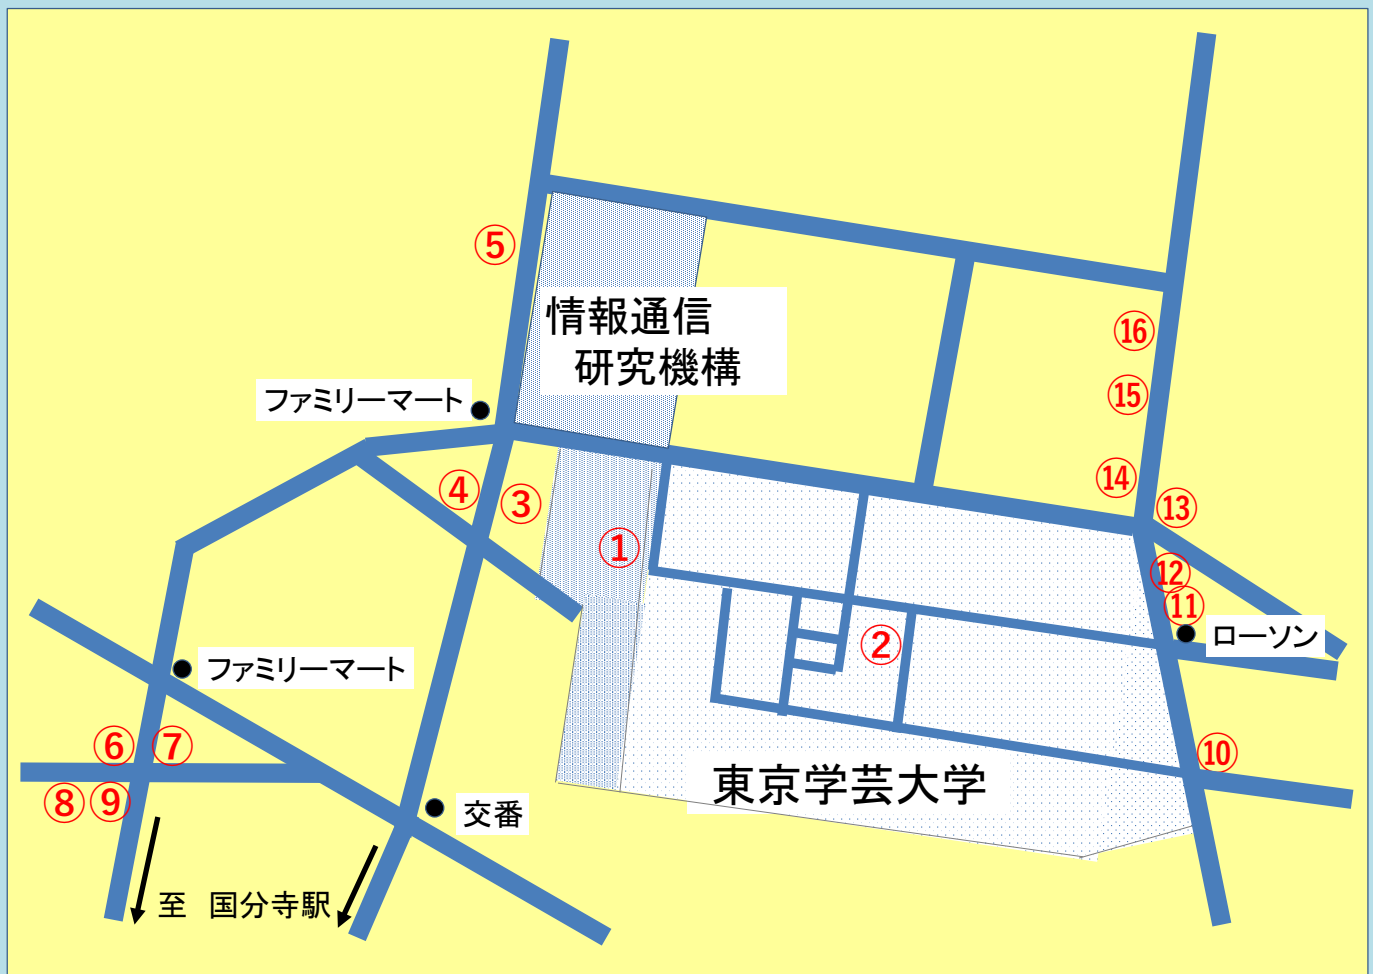 ⑤
情報通信
研究機構
⑯
ファミリーマート
⑮
④
③
⑭
⑬
①
⑫
⑪
ローソン
②
ファミリーマート
⑥
⑦
⑩
東京学芸大学
⑧
⑨
交番
至 国分寺駅